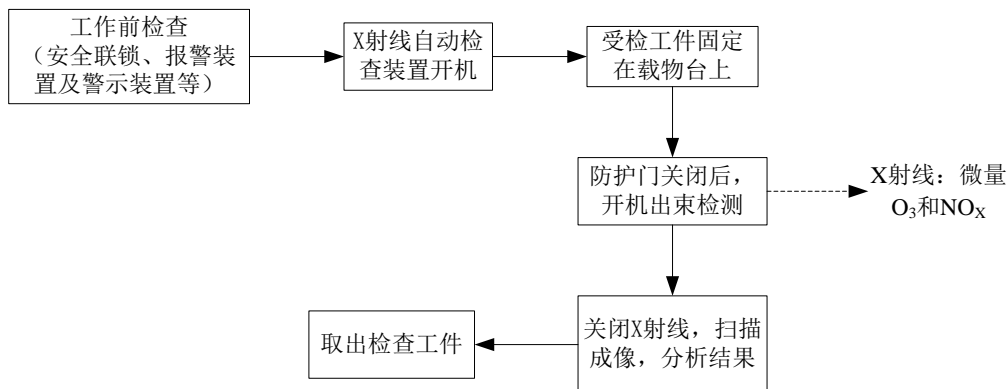 工作前检查
（安全联锁、报警装
置及警示装置等）
X射线自动检
查装置开机
受检工件固定
在载物台上
防护门关闭后，
开机出束检测
X射线：微量
O₃和NOX
关闭X射线，扫描
成像，分析结果
取出检查工件